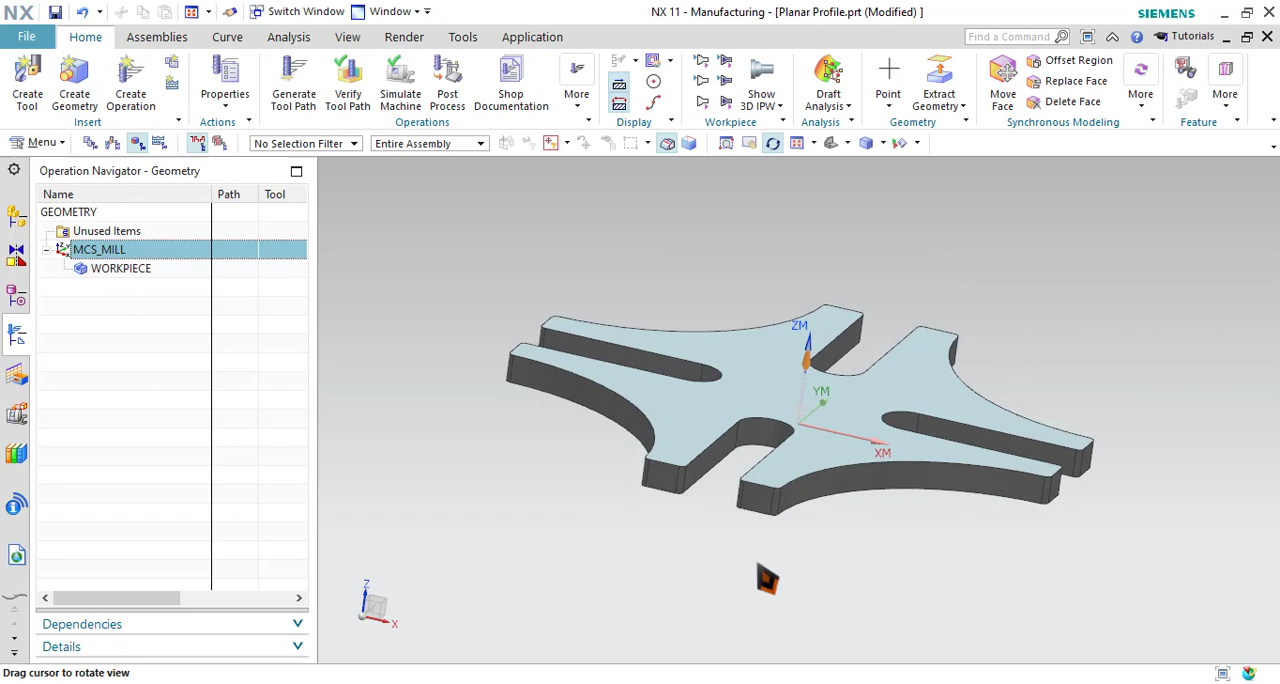 NX
Switch Window
Window
NX 11 - Manufacturing - [Planar Profile.prt (Modified) ]
SIEMENS
File
Home
Assemblies
Curve
Analysis
View
Render
Tools
Application
Find a Command
Tutorials
Create Tool
Create Geometry
Create Operation
Properties
Generate Tool Path
Verify Tool Path
Simulate Machine
Post Process
Shop Documentation
More
Show 3D IPW
Draft Analysis
Point
Extract Geometry
Move Face
Offset Region
Replace Face
Delete Face
More
More
Insert
Actions
Operations
Display
Workpiece
Analysis
Geometry
Synchronous Modeling
Feature
Menu
No Selection Filter
Entire Assembly
Operation Navigator - Geometry
Name
Path
Tool
GEOMETRY
Unused Items
MCS_MILL
WORKPIECE
Dependencies
Details
ZM
YM
XM
Z
X
Drag cursor to rotate view